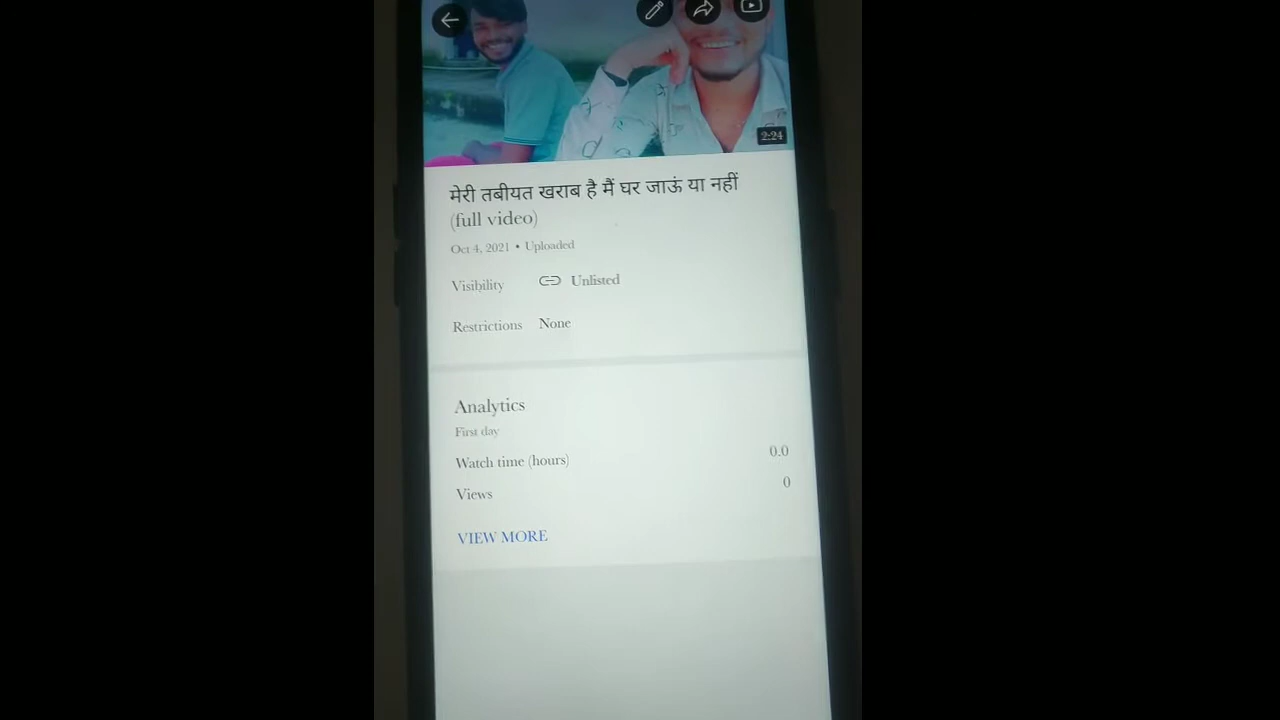 2:24
मेरी तबीयत खराब है मैं घर जाऊं या नहीं
(full video)
Oct 4, 2021 • Uploaded
Visibility Unlisted
Restrictions None
Analytics
First day
Watch time (hours) 0.0
Views 0
VIEW MORE